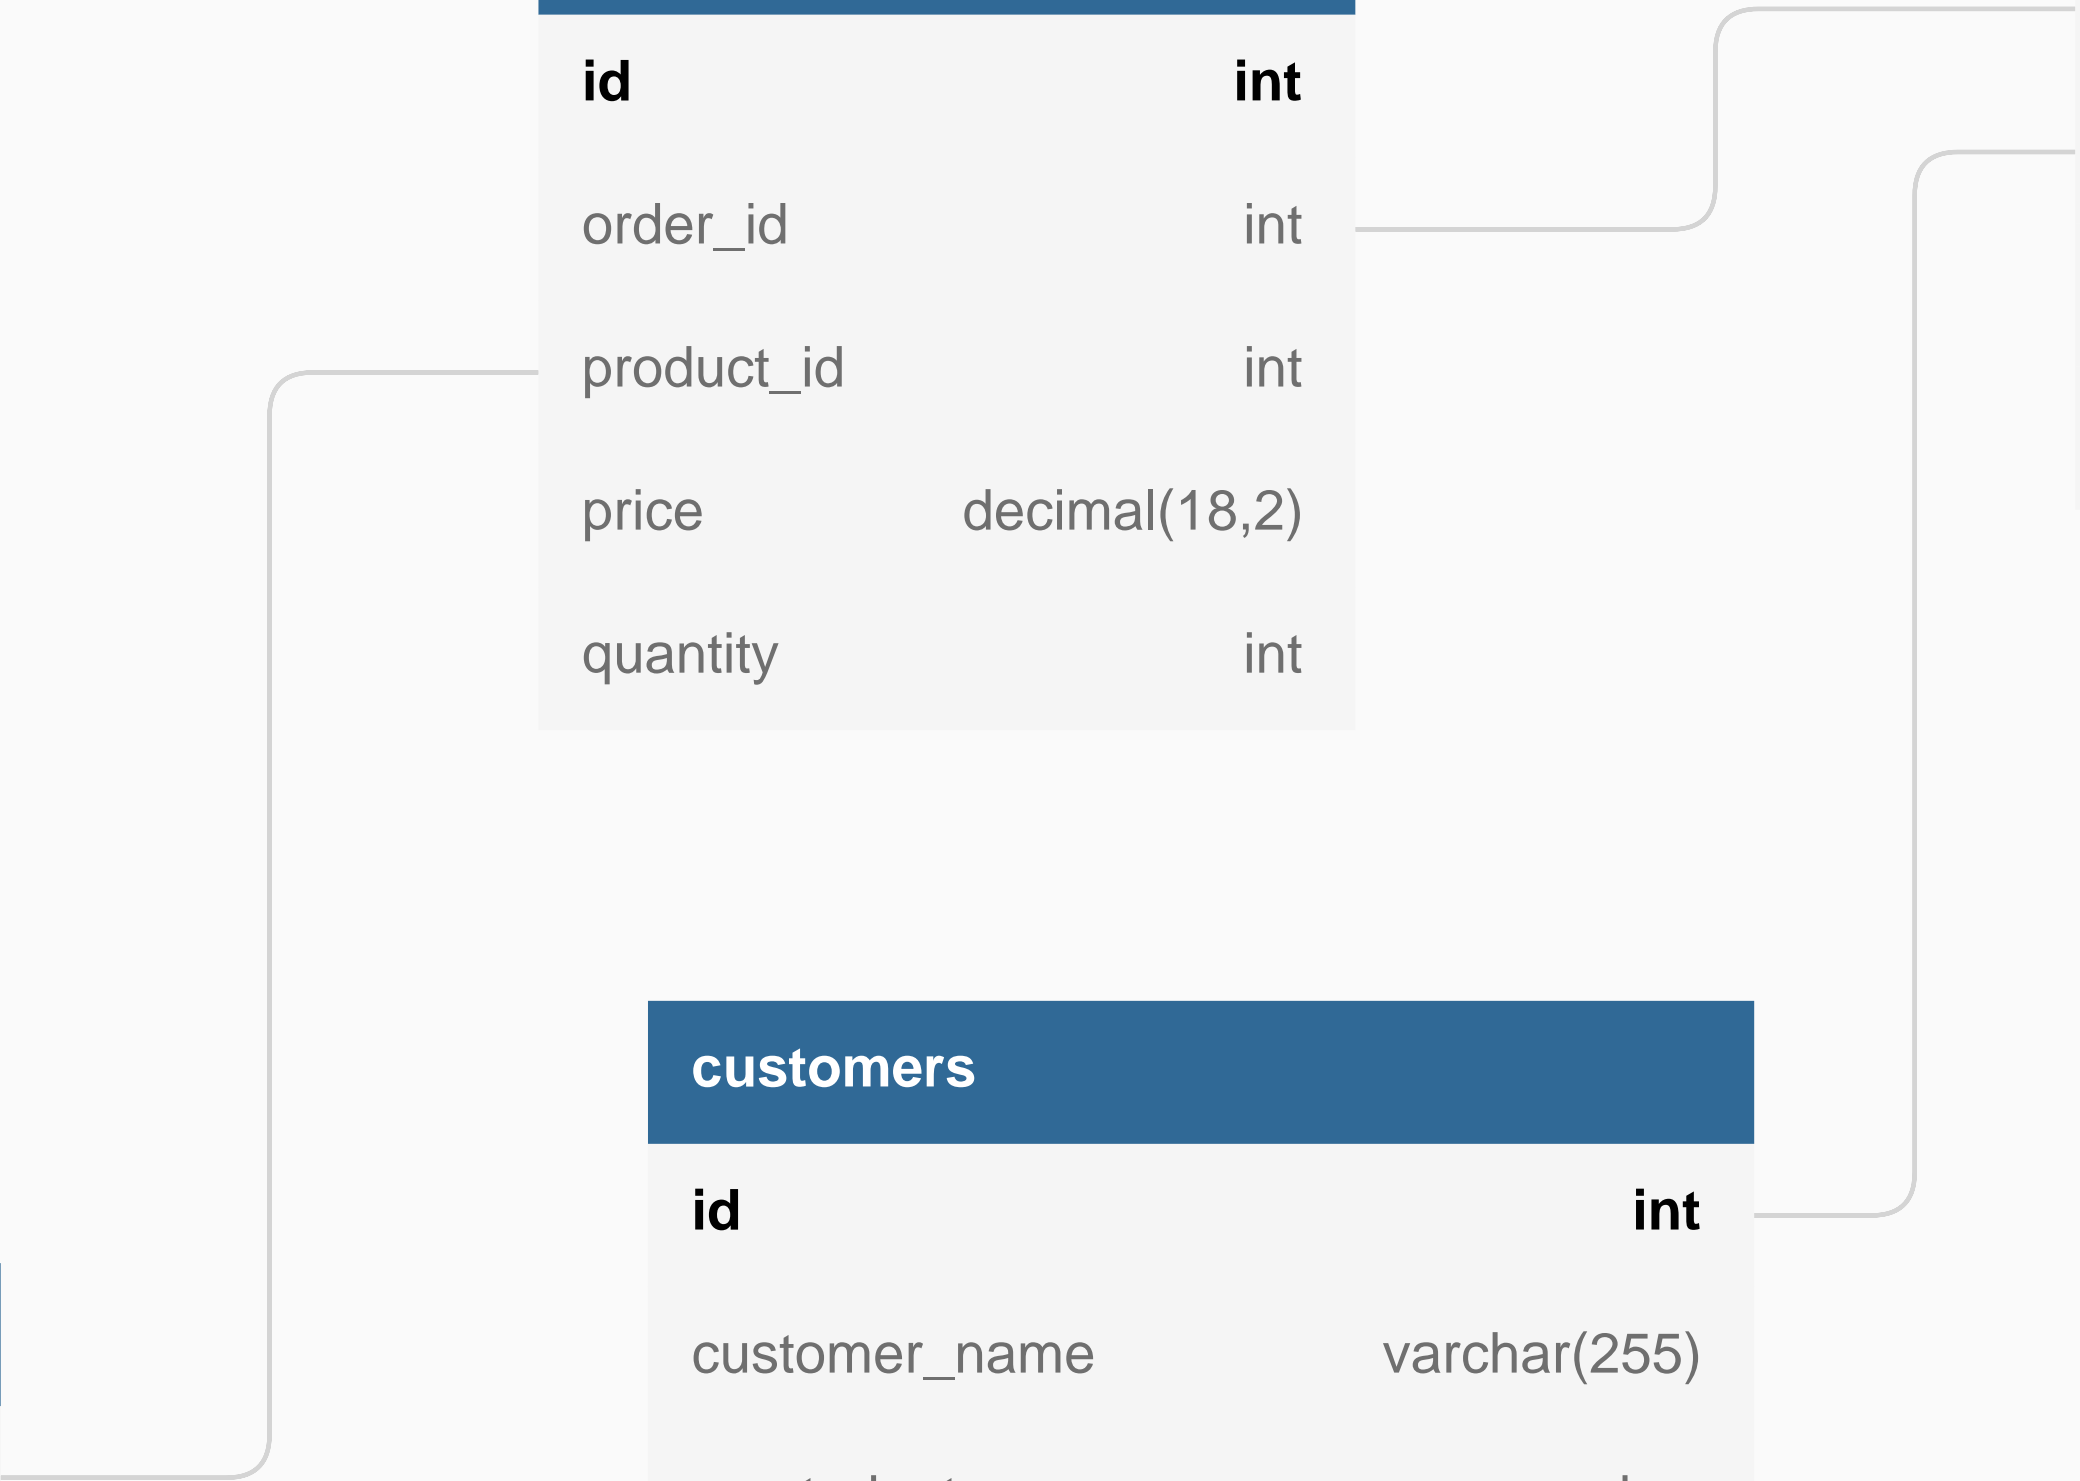 id int
order_id int
product_id int
price decimal(18,2)
quantity int
customers
id int
customer_name varchar(255)